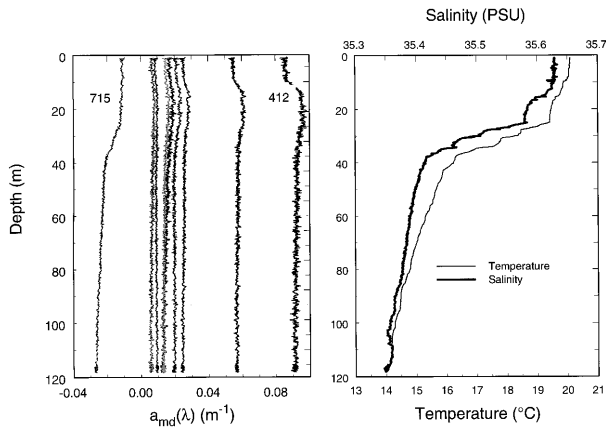 Salinity (PSU)
35.3 35.4 35.5 35.6 35.7
0 0
715 412
20 20
40 40
Depth (m)
60 60
Temperature
Salinity
80 80
100 100
120 120
-0.04 0.00 0.04 0.08
13 14 15 16 17 18 19 20 21
a_md(λ) (m⁻¹)
Temperature (°C)